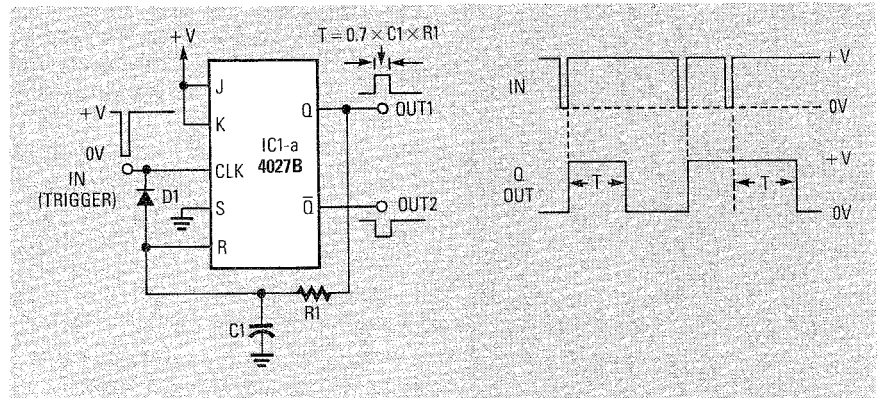 +V
T = 0.7 × C1 × R1
J
K
Q
OUT1
+V
0V
IC1-a
4027B
IN
(TRIGGER)
CLK
D1
S
Q̅
OUT2
R
R1
C1
IN
+V
0V
Q
OUT
T
T
+V
0V